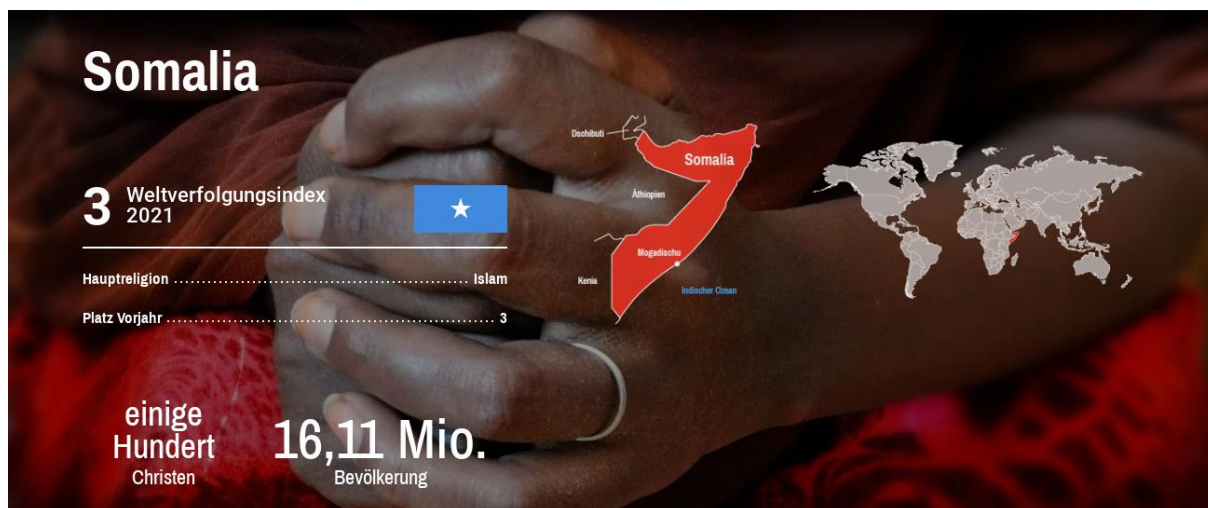 Somalia
3 Weltverfolgungsindex
2021
Hauptreligion ........................................................ Islam
Platz Vorjahr ........................................................ 3
einige
Hundert
Christen
16,11 Mio.
Bevölkerung
Dschibuti
Somalia
Äthiopien
Mogadischu
Kenia
Indischer Ozean